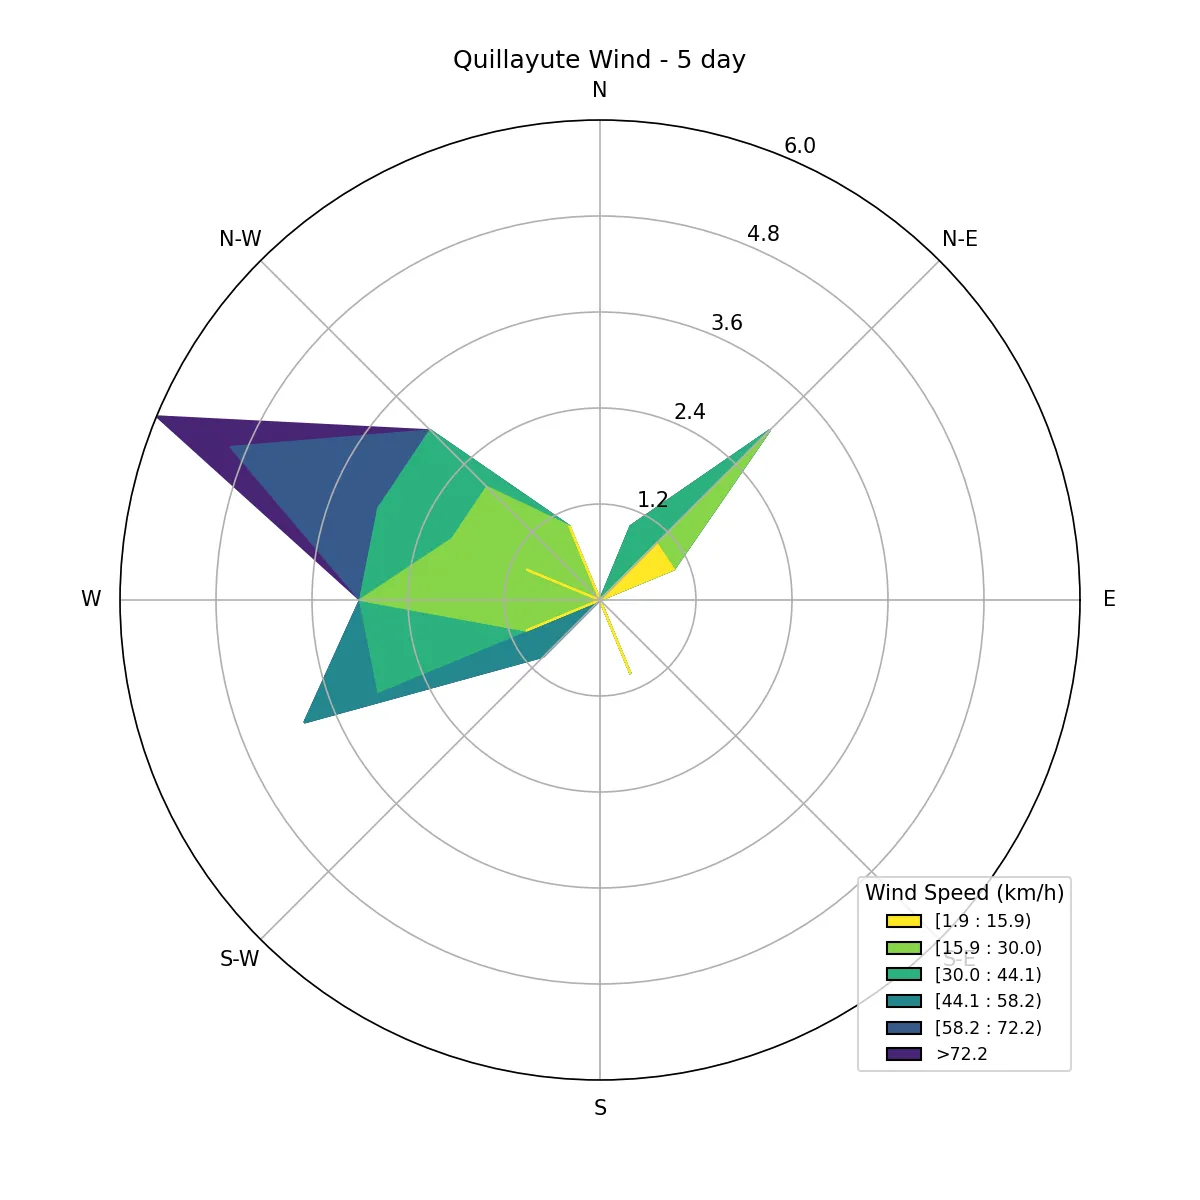 Quillayute Wind - 5 day
N
6.0
N-W
4.8
N-E
3.6
2.4
1.2
W
E
S-W
S-E
S
Wind Speed (km/h)
[1.9 : 15.9)
[15.9 : 30.0)
[30.0 : 44.1)
[44.1 : 58.2)
[58.2 : 72.2)
>72.2